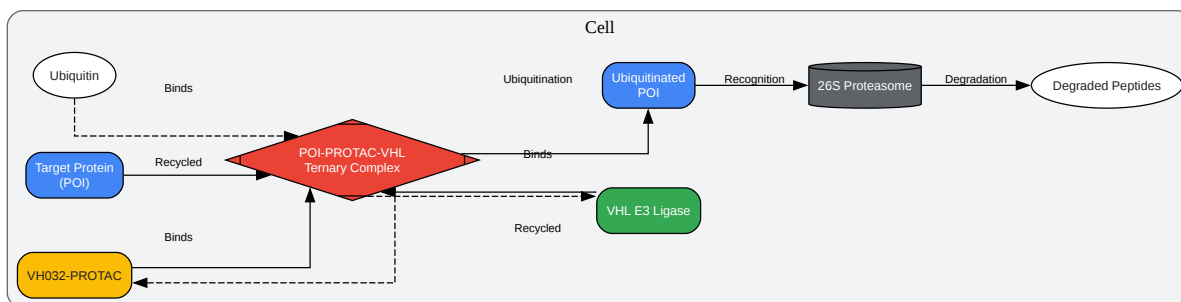 Cell
Ubiquitin
Binds
Ubiquitination
Ubiquitinated
POI
Recognition
26S Proteasome
Degradation
Degraded Peptides
POI-PROTAC-VHL
Ternary Complex
Binds
Target Protein
(POI)
Recycled
VHL E3 Ligase
Recycled
Binds
VH032-PROTAC